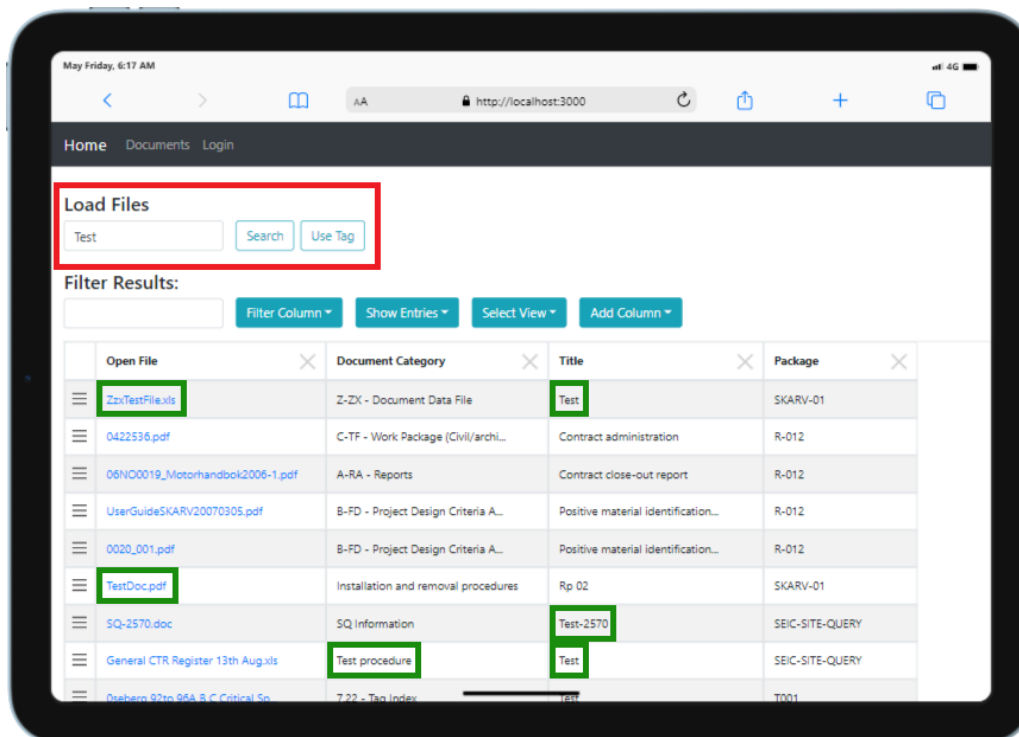 May Friday, 6:17 AM 4G
AA http://localhost:3000
Home Documents Login
Load Files
Test Search Use Tag
Filter Results:
Filter Column Show Entries Select View Add Column
Open File Document Category Title Package
ZzxTestFile.xls Z-ZX - Document Data File Test SKARV-01
0422536.pdf C-TF - Work Package (Civil/archi... Contract administration R-012
06NO0019_Motorhandbok2006-1.pdf A-RA - Reports Contract close-out report R-012
UserGuideSKARV20070305.pdf B-FD - Project Design Criteria A... Positive material identification... R-012
0020_001.pdf B-FD - Project Design Criteria A... Positive material identification... R-012
TestDoc.pdf Installation and removal procedures Rp 02 SKARV-01
SQ-2570.doc SQ Information Test-2570 SEIC-SITE-QUERY
General CTR Register 13th Aug.xls Test procedure Test SEIC-SITE-QUERY
0seberg 92to 96A B C Critical Sp... 7.22 - Tag Index Test T001